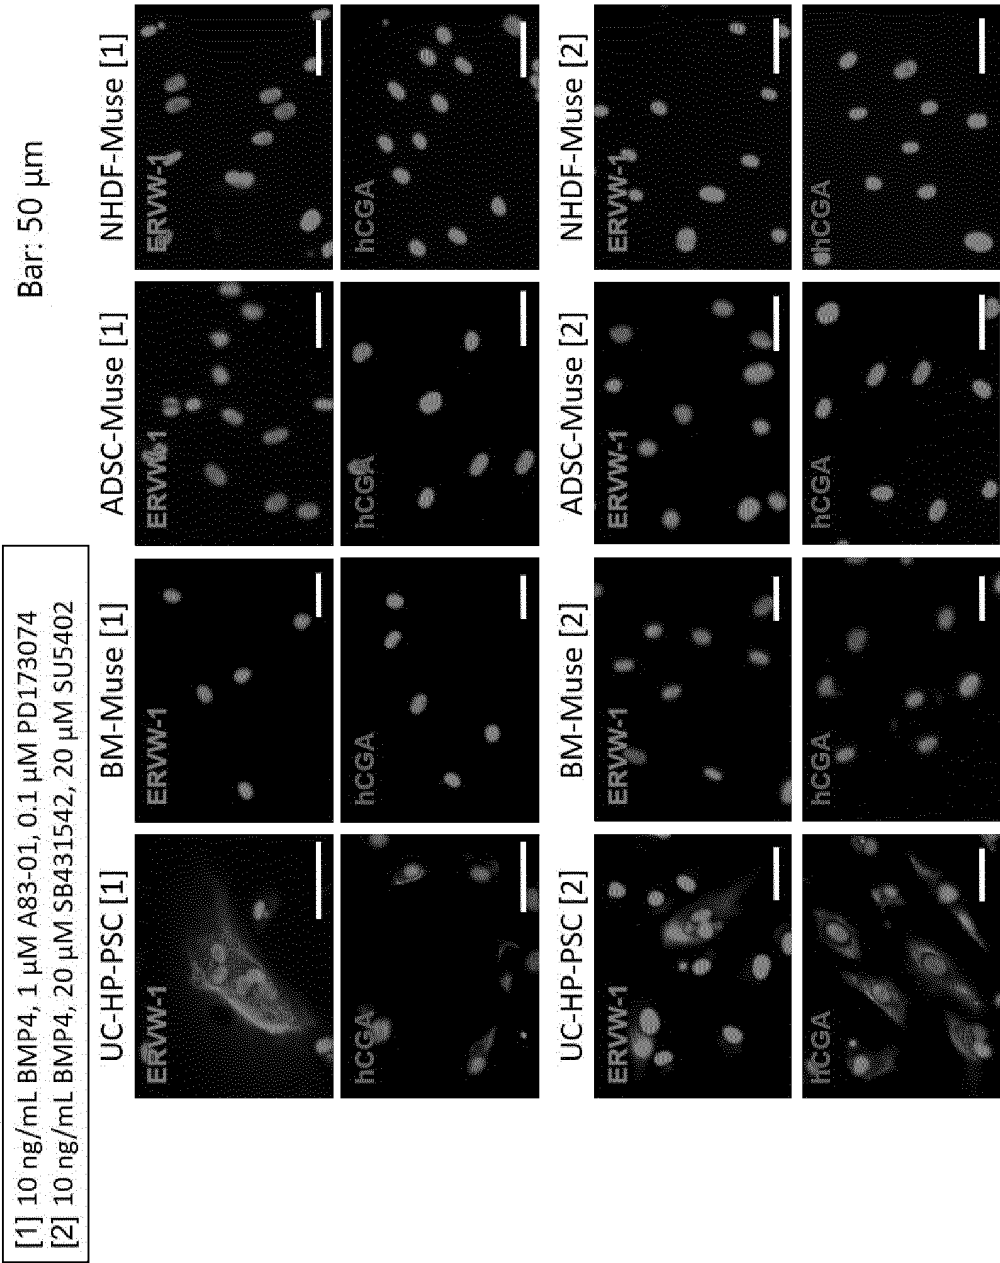 [1] 10 ng/mL BMP4, 1 μM A83-01, 0.1 μM PD173074
[2] 10 ng/mL BMP4, 20 μM SB431542, 20 μM SU5402
Bar: 50 μm
UC-HP-PSC [1]
BM-Muse [1]
ADSC-Muse [1]
NHDF-Muse [1]
ERVW-1
ERVW-1
ERVW-1
ERVW-1
hCGA
hCGA
hCGA
hCGA
UC-HP-PSC [2]
BM-Muse [2]
ADSC-Muse [2]
NHDF-Muse [2]
ERVW-1
ERVW-1
ERVW-1
ERVW-1
hCGA
hCGA
hCGA
hCGA